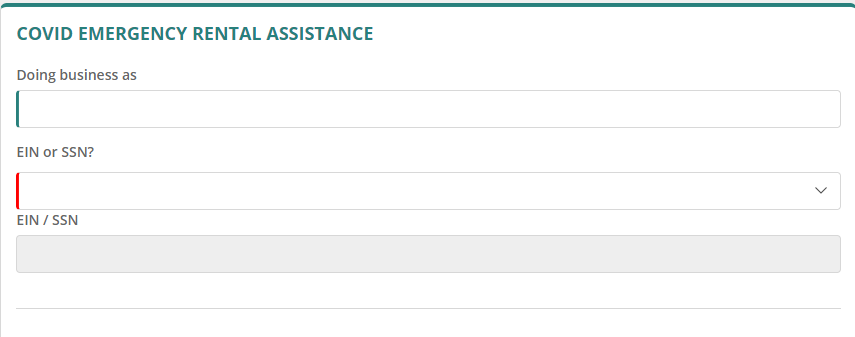 COVID EMERGENCY RENTAL ASSISTANCE
Doing business as
EIN or SSN?
EIN / SSN